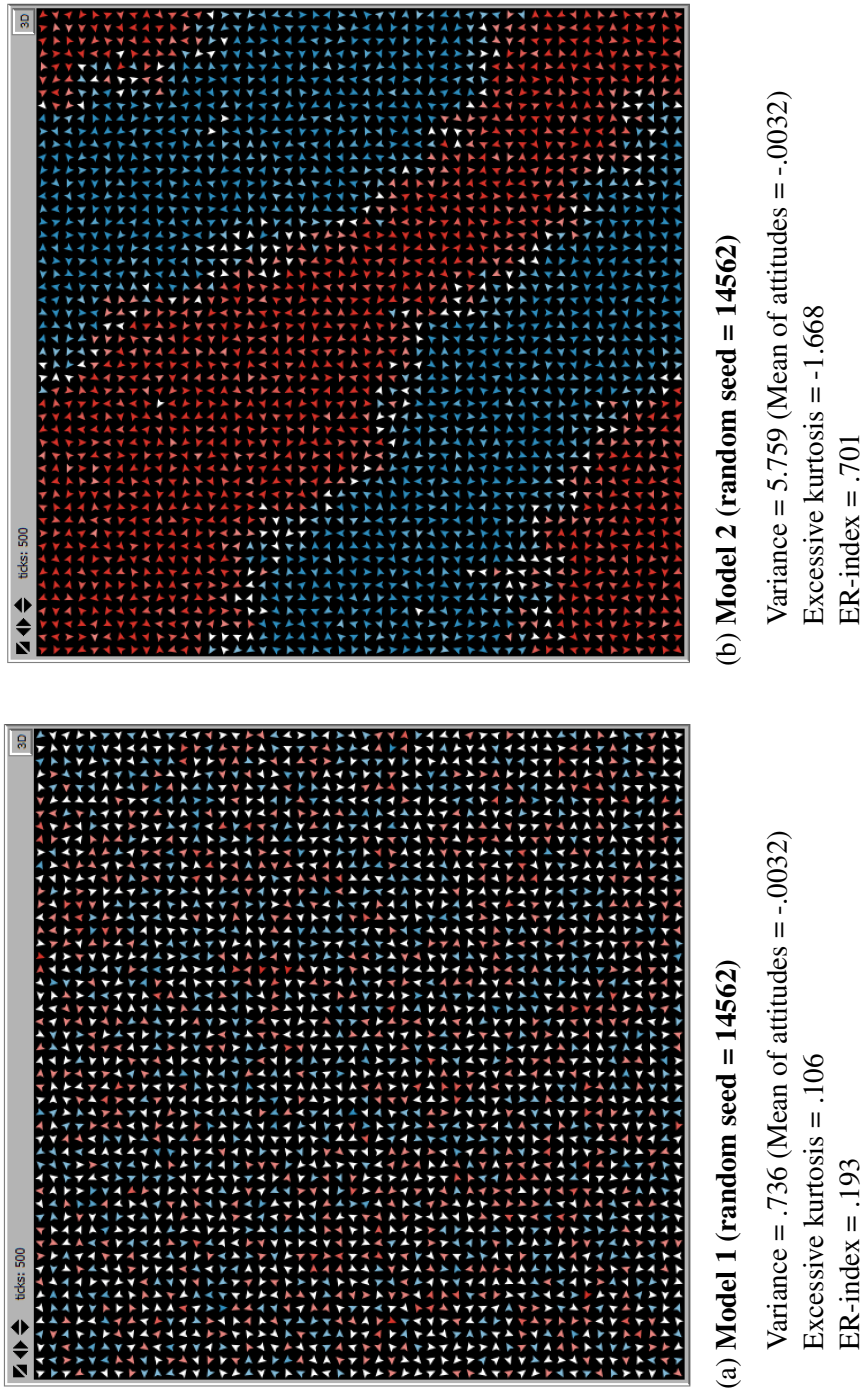 ticks: 500
3D
(a) Model 1 (random seed = 14562)
Variance = .736 (Mean of attitudes = -.0032)
Excessive kurtosis = .106
ER-index = .193
ticks: 500
3D
(b) Model 2 (random seed = 14562)
Variance = 5.759 (Mean of attitudes = -.0032)
Excessive kurtosis = -1.668
ER-index = .701